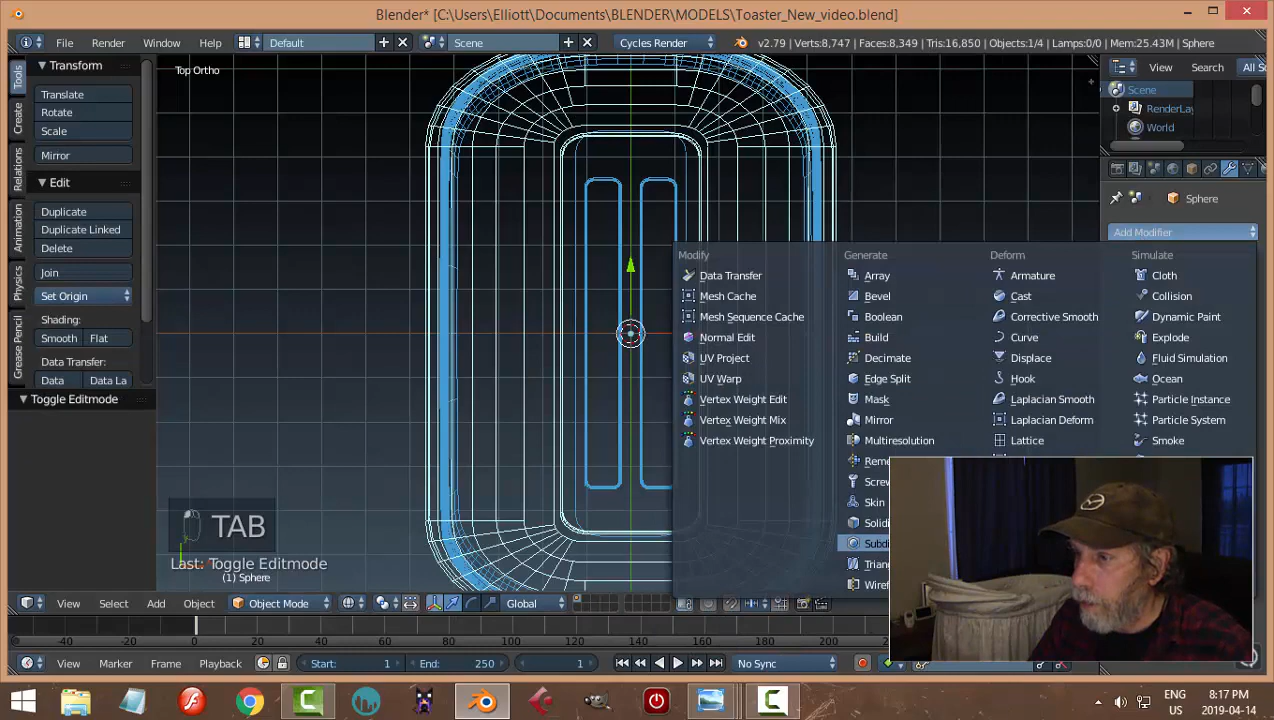 Blender* [C:\Users\Elliott\Documents\BLENDER\MODELS\Toaster_New_video.blend]
File Render Window Help Default Scene Cycles Render v2.79 | Verts:8,747 | Faces:8,349 | Tris:16,850 | Objects:1/4 | Lamps:0/0 | Mem:25.43M | Sphere
View Search All S
Tools
Create
Relations
Animation
Physics
Grease Pencil
Transform
Translate
Rotate
Scale
Mirror
Edit
Duplicate
Duplicate Linked
Delete
Join
Set Origin
Shading:
Smooth Flat
Data Transfer:
Data Data La
Toggle Editmode
Top Ortho
Scene
RenderLay
World
Sphere
Add Modifier
Modify
Data Transfer
Mesh Cache
Mesh Sequence Cache
Normal Edit
UV Project
UV Warp
Vertex Weight Edit
Vertex Weight Mix
Vertex Weight Proximity
Generate
Array
Bevel
Boolean
Build
Decimate
Edge Split
Mask
Mirror
Multiresolution
Reme
Screw
Skin
Solidi
Subdi
Triang
Wiref
Deform
Armature
Cast
Corrective Smooth
Curve
Displace
Hook
Laplacian Smooth
Laplacian Deform
Lattice
Simulate
Cloth
Collision
Dynamic Paint
Explode
Fluid Simulation
Ocean
Particle Instance
Particle System
Smoke
TAB
Last: Toggle Editmode
(1) Sphere
View Select Add Object Object Mode Global
-40 -20 0 20 40 60 80 100 120 140 160 180 200
View Marker Frame Playback Start: 1 End: 250 1 No Sync
ENG
US
8:17 PM
2019-04-14